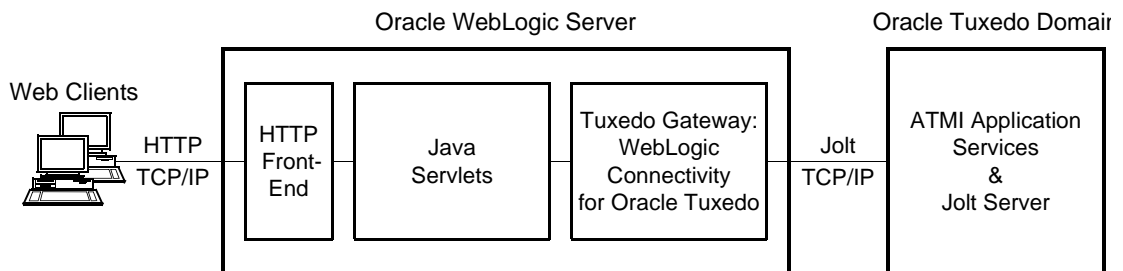 Oracle WebLogic Server
Oracle Tuxedo Domain
Web Clients
HTTP
TCP/IP
HTTP
Front-
End
Java
Servlets
Tuxedo Gateway:
WebLogic
Connectivity
for Oracle Tuxedo
Jolt
TCP/IP
ATMI Application
Services
&
Jolt Server